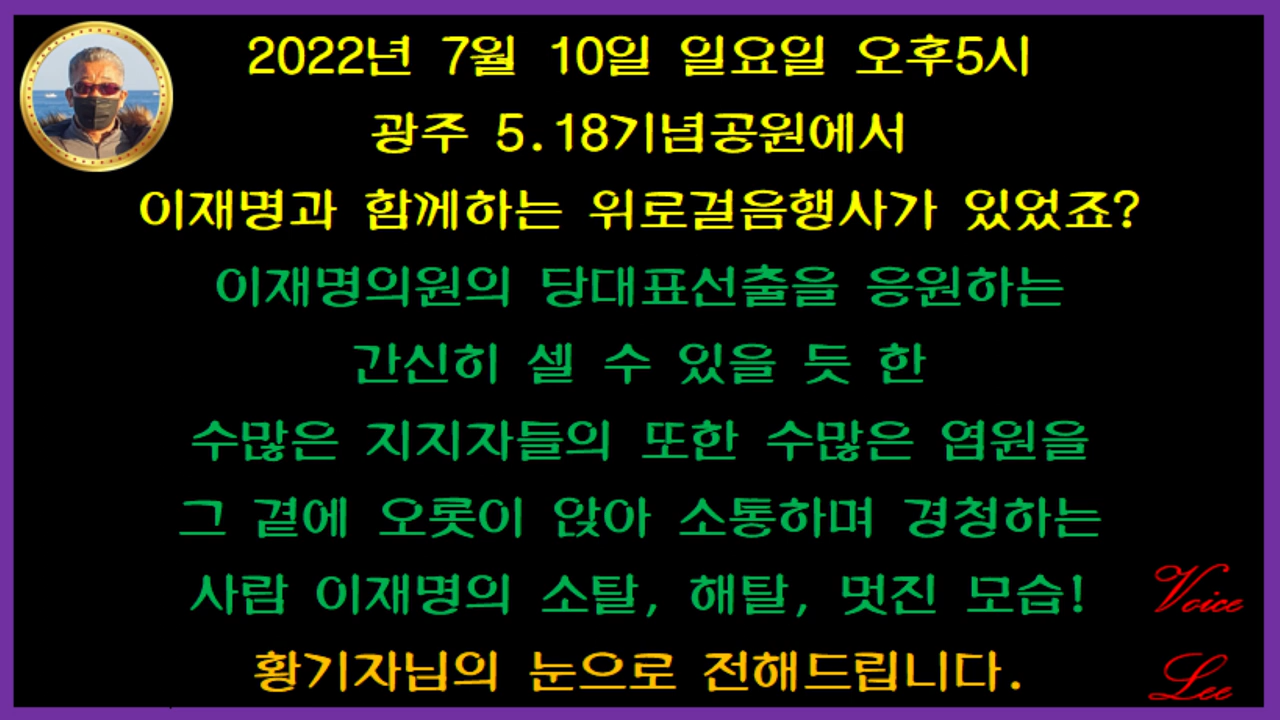 2022년 7월 10일 일요일 오후5시
광주 5.18기념공원에서
이재명과 함께하는 위로걸음행사가 있었죠?
이재명의원의 당대표선출을 응원하는
간신히 셀 수 있을 듯 한
수많은 지지자들의 또한 수많은 염원을
그 곁에 오롯이 앉아 소통하며 경청하는
사람 이재명의 소탈, 해탈, 멋진 모습!
황기자님의 눈으로 전해드립니다.
Voice
Lee